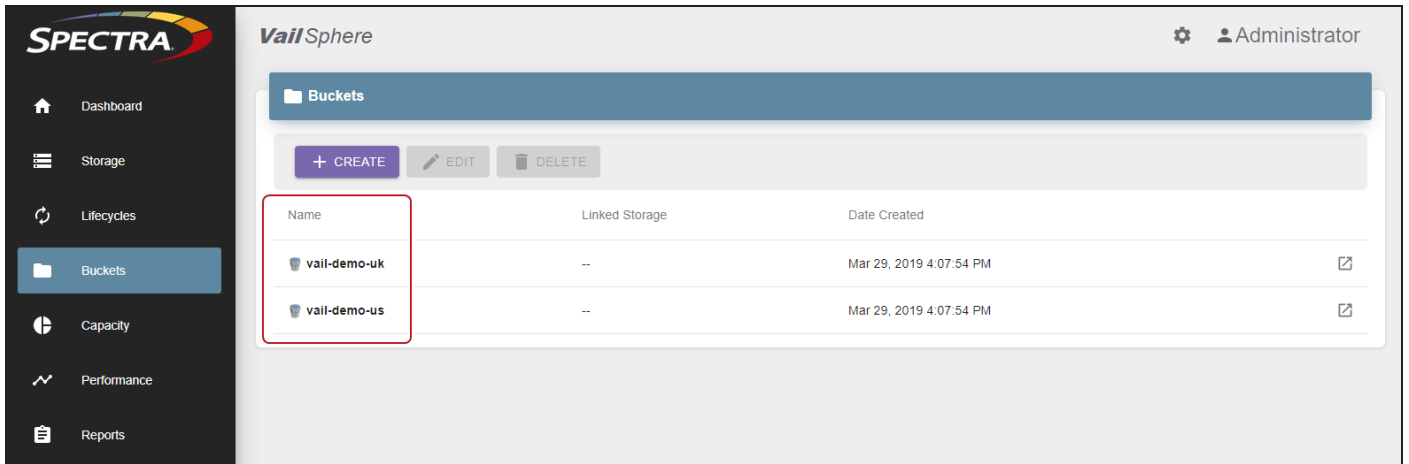 SPECTRA
Vail Sphere
Administrator
Dashboard
Storage
Lifecycles
Buckets
Capacity
Performance
Reports
Buckets
+ CREATE EDIT DELETE
Name Linked Storage Date Created
vail-demo-uk -- Mar 29, 2019 4:07:54 PM
vail-demo-us -- Mar 29, 2019 4:07:54 PM